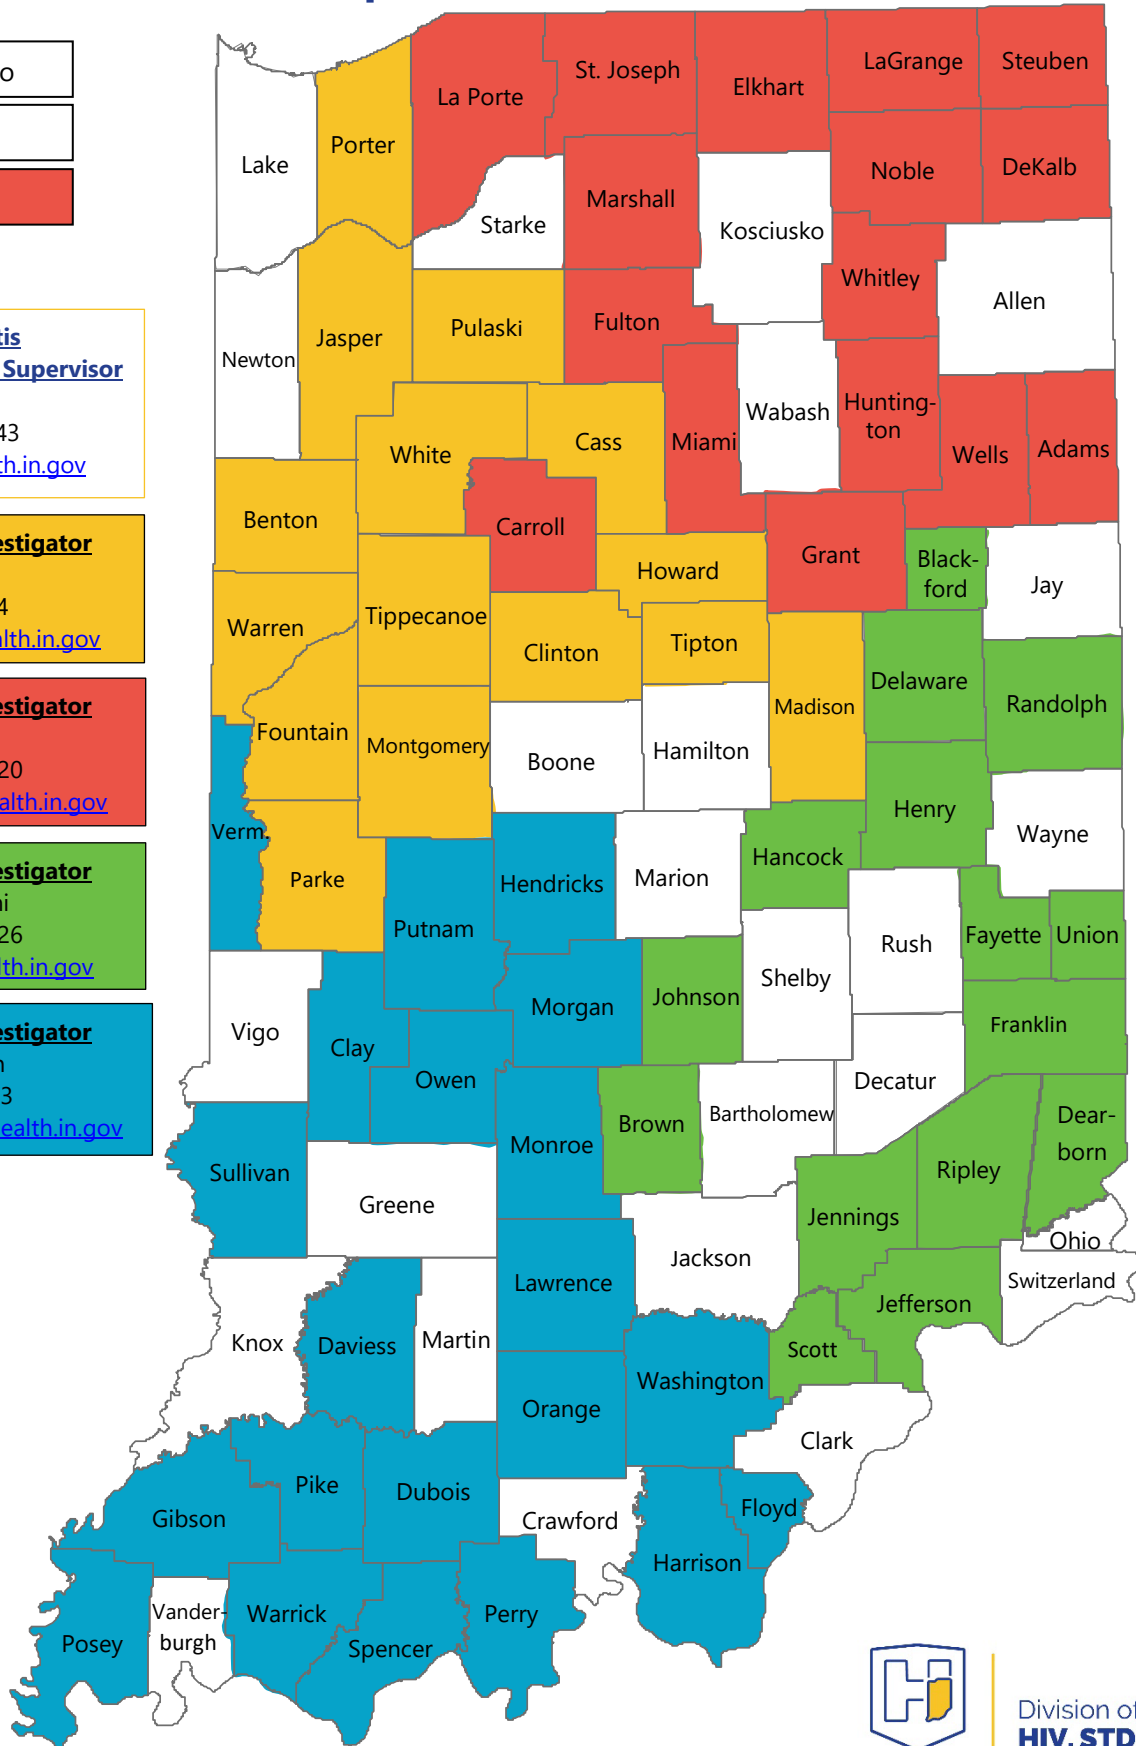 o
tis
Supervisor
43
th.in.gov
estigator
4
alth.in.gov
estigator
20
alth.in.gov
estigator
ni
26
lth.in.gov
estigator
n
3
ealth.in.gov
Lake
Porter
La Porte
St. Joseph
Elkhart
LaGrange
Steuben
Noble
DeKalb
Starke
Marshall
Kosciusko
Whitley
Allen
Newton
Jasper
Pulaski
Fulton
White
Cass
Miami
Wabash
Hunting-
ton
Wells
Adams
Benton
Carroll
Howard
Grant
Black-
ford
Jay
Warren
Tippecanoe
Clinton
Tipton
Madison
Delaware
Randolph
Fountain
Montgomery
Boone
Hamilton
Henry
Wayne
Verm.
Parke
Putnam
Hendricks
Marion
Hancock
Rush
Fayette
Union
Vigo
Clay
Owen
Morgan
Johnson
Shelby
Decatur
Franklin
Sullivan
Greene
Monroe
Brown
Bartholomew
Jennings
Ripley
Dear-
born
Ohio
Switzerland
Knox
Daviess
Martin
Lawrence
Jackson
Orange
Washington
Scott
Jefferson
Clark
Gibson
Pike
Dubois
Crawford
Harrison
Floyd
Posey
Vander-
burgh
Warrick
Spencer
Perry
Division of
HIV, STD